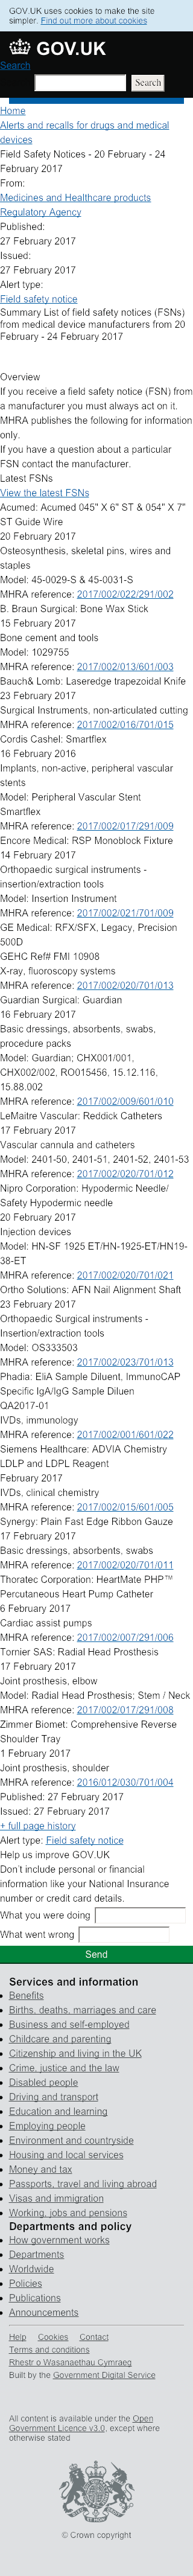 GOV.UK uses cookies to make the site
simpler. Find out more about cookies
GOV.UK
Search
Search
Home
Alerts and recalls for drugs and medical
devices
Field Safety Notices - 20 February - 24
February 2017
From:
Medicines and Healthcare products
Regulatory Agency
Published:
27 February 2017
Issued:
27 February 2017
Alert type:
Field safety notice
Summary List of field safety notices (FSNs)
from medical device manufacturers from 20
February - 24 February 2017
Overview
If you receive a field safety notice (FSN) from
a manufacturer you must always act on it.
MHRA publishes the following for information
only.
If you have a question about a particular
FSN contact the manufacturer.
Latest FSNs
View the latest FSNs
Acumed: Acumed 045" X 6" ST & 054" X 7"
ST Guide Wire
20 February 2017
Osteosynthesis, skeletal pins, wires and
staples
Model: 45-0029-S & 45-0031-S
MHRA reference: 2017/002/022/291/002
B. Braun Surgical: Bone Wax Stick
15 February 2017
Bone cement and tools
Model: 1029755
MHRA reference: 2017/002/013/601/003
Bauch& Lomb: Laseredge trapezoidal Knife
23 February 2017
Surgical Instruments, non-articulated cutting
MHRA reference: 2017/002/016/701/015
Cordis Cashel: Smartflex
16 February 2016
Implants, non-active, peripheral vascular
stents
Model: Peripheral Vascular Stent
Smartflex
MHRA reference: 2017/002/017/291/009
Encore Medical: RSP Monoblock Fixture
14 February 2017
Orthopaedic surgical instruments -
insertion/extraction tools
Model: Insertion Instrument
MHRA reference: 2017/002/021/701/009
GE Medical: RFX/SFX, Legacy, Precision
500D
GEHC Ref# FMI 10908
X-ray, fluoroscopy systems
MHRA reference: 2017/002/020/701/013
Guardian Surgical: Guardian
16 February 2017
Basic dressings, absorbents, swabs,
procedure packs
Model: Guardian; CHX001/001,
CHX002/002, RO015456, 15.12.116,
15.88.002
MHRA reference: 2017/002/009/601/010
LeMaitre Vascular: Reddick Catheters
17 February 2017
Vascular cannula and catheters
Model: 2401-50, 2401-51, 2401-52, 2401-53
MHRA reference: 2017/002/020/701/012
Nipro Corporation: Hypodermic Needle/
Safety Hypodermic needle
20 February 2017
Injection devices
Model: HN-SF 1925 ET/HN-1925-ET/HN19-
38-ET
MHRA reference: 2017/002/020/701/021
Ortho Solutions: AFN Nail Alignment Shaft
23 February 2017
Orthopaedic Surgical instruments -
Insertion/extraction tools
Model: OS333503
MHRA reference: 2017/002/023/701/013
Phadia: EliA Sample Diluent, ImmunoCAP
Specific IgA/IgG Sample Diluen
QA2017-01
IVDs, immunology
MHRA reference: 2017/002/001/601/022
Siemens Healthcare: ADVIA Chemistry
LDLP and LDPL Reagent
February 2017
IVDs, clinical chemistry
MHRA reference: 2017/002/015/601/005
Synergy: Plain Fast Edge Ribbon Gauze
17 February 2017
Basic dressings, absorbents, swabs
MHRA reference: 2017/002/020/701/011
Thoratec Corporation: HeartMate PHP™
Percutaneous Heart Pump Catheter
6 February 2017
Cardiac assist pumps
MHRA reference: 2017/002/007/291/006
Tornier SAS: Radial Head Prosthesis
17 February 2017
Joint prosthesis, elbow
Model: Radial Head Prosthesis; Stem / Neck
MHRA reference: 2017/002/017/291/008
Zimmer Biomet: Comprehensive Reverse
Shoulder Tray
1 February 2017
Joint prosthesis, shoulder
MHRA reference: 2016/012/030/701/004
Published: 27 February 2017
Issued: 27 February 2017
+ full page history
Alert type: Field safety notice
Help us improve GOV.UK
Don't include personal or financial
information like your National Insurance
number or credit card details.
What you were doing
What went wrong
Send
Services and information
Benefits
Births, deaths, marriages and care
Business and self-employed
Childcare and parenting
Citizenship and living in the UK
Crime, justice and the law
Disabled people
Driving and transport
Education and learning
Employing people
Environment and countryside
Housing and local services
Money and tax
Passports, travel and living abroad
Visas and immigration
Working, jobs and pensions
Departments and policy
How government works
Departments
Worldwide
Policies
Publications
Announcements
Help Cookies Contact
Terms and conditions
Rhestr o Wasanaethau Cymraeg
Built by the Government Digital Service
All content is available under the Open
Government Licence v3.0, except where
otherwise stated
© Crown copyright